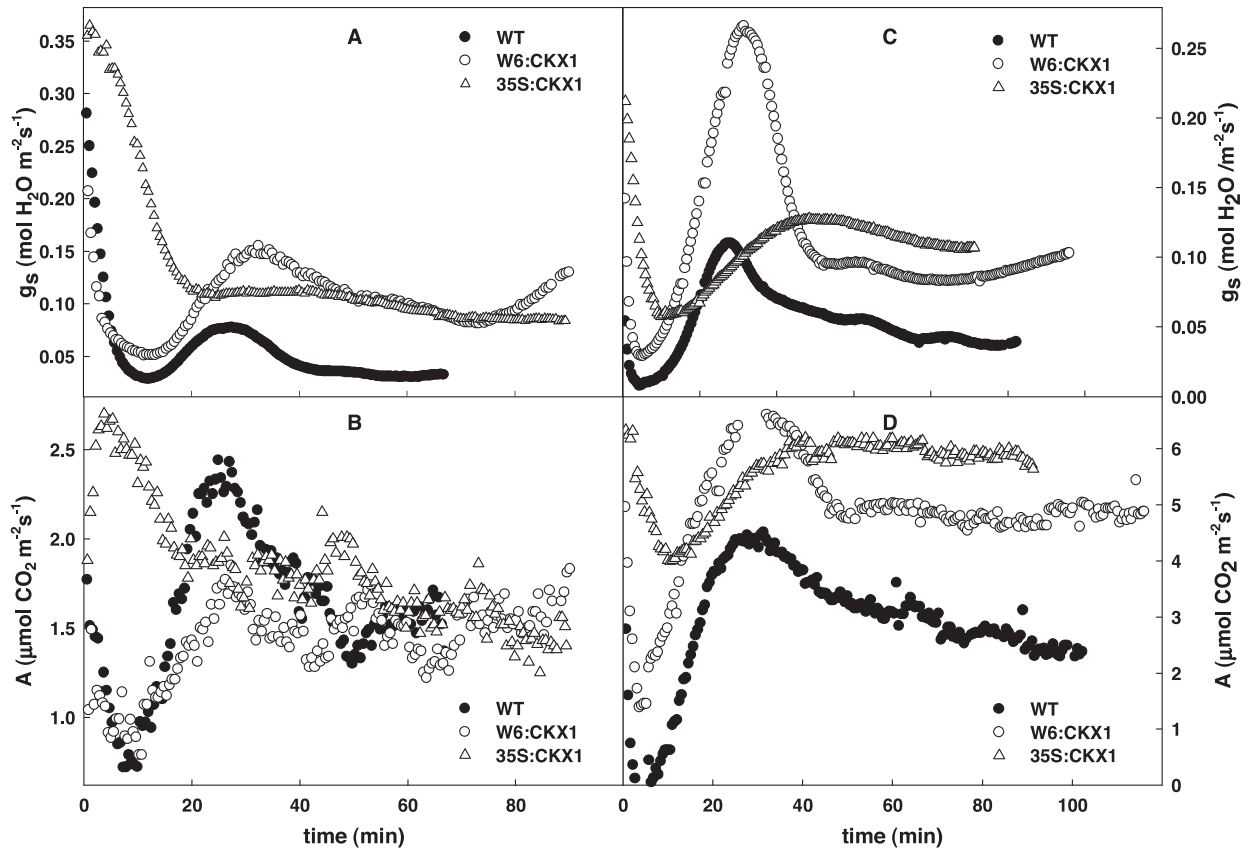 A
WT
W6:CKX1
35S:CKX1
gs (mol H2O m-2s-1)
0.35
0.30
0.25
0.20
0.15
0.10
0.05
C
WT
W6:CKX1
35S:CKX1
gs (mol H2O /m-2s-1)
0.25
0.20
0.15
0.10
0.05
0.00
B
WT
W6:CKX1
35S:CKX1
A (μmol CO2 m-2s-1)
2.5
2.0
1.5
1.0
0 20 40 60 80
time (min)
D
WT
W6:CKX1
35S:CKX1
A (μmol CO2 m-2s-1)
6
5
4
3
2
1
0
0 20 40 60 80 100
time (min)